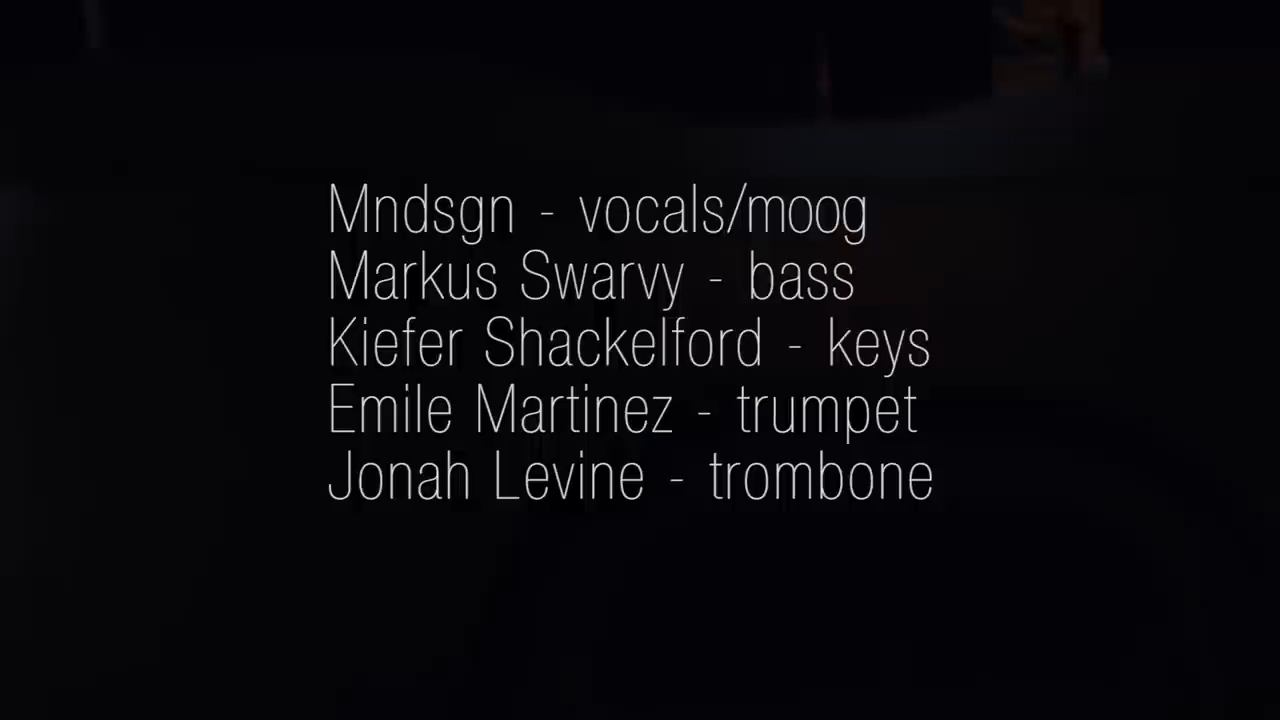 Mndsgn - vocals/moog
Markus Swarvy - bass
Kiefer Shackelford - keys
Emile Martinez - trumpet
Jonah Levine - trombone